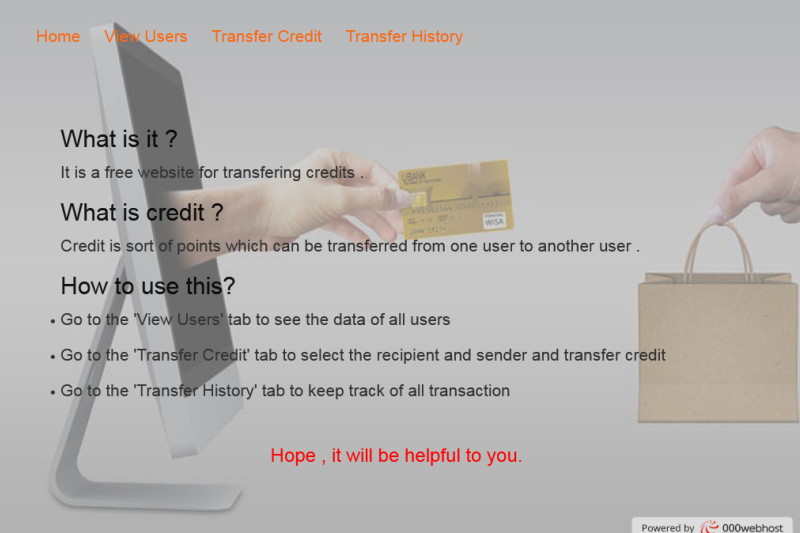 Home View Users Transfer Credit Transfer History
What is it ?
It is a free website for transfering credits .
What is credit ?
Credit is sort of points which can be transferred from one user to another user .
How to use this?
• Go to the 'View Users' tab to see the data of all users
• Go to the 'Transfer Credit' tab to select the recipient and sender and transfer credit
• Go to the 'Transfer History' tab to keep track of all transaction
Hope , it will be helpful to you.
BANK
VISA
JOHN SMITH
Powered by 000webhost